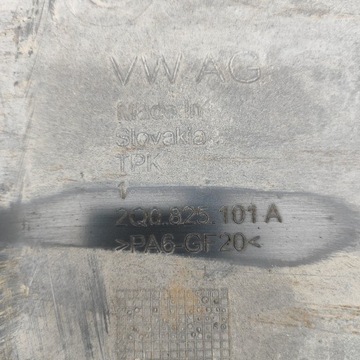 VW AG
Made in
Slovakia
TPK
1
2Q0.825.101 A
>PA6-GF20<